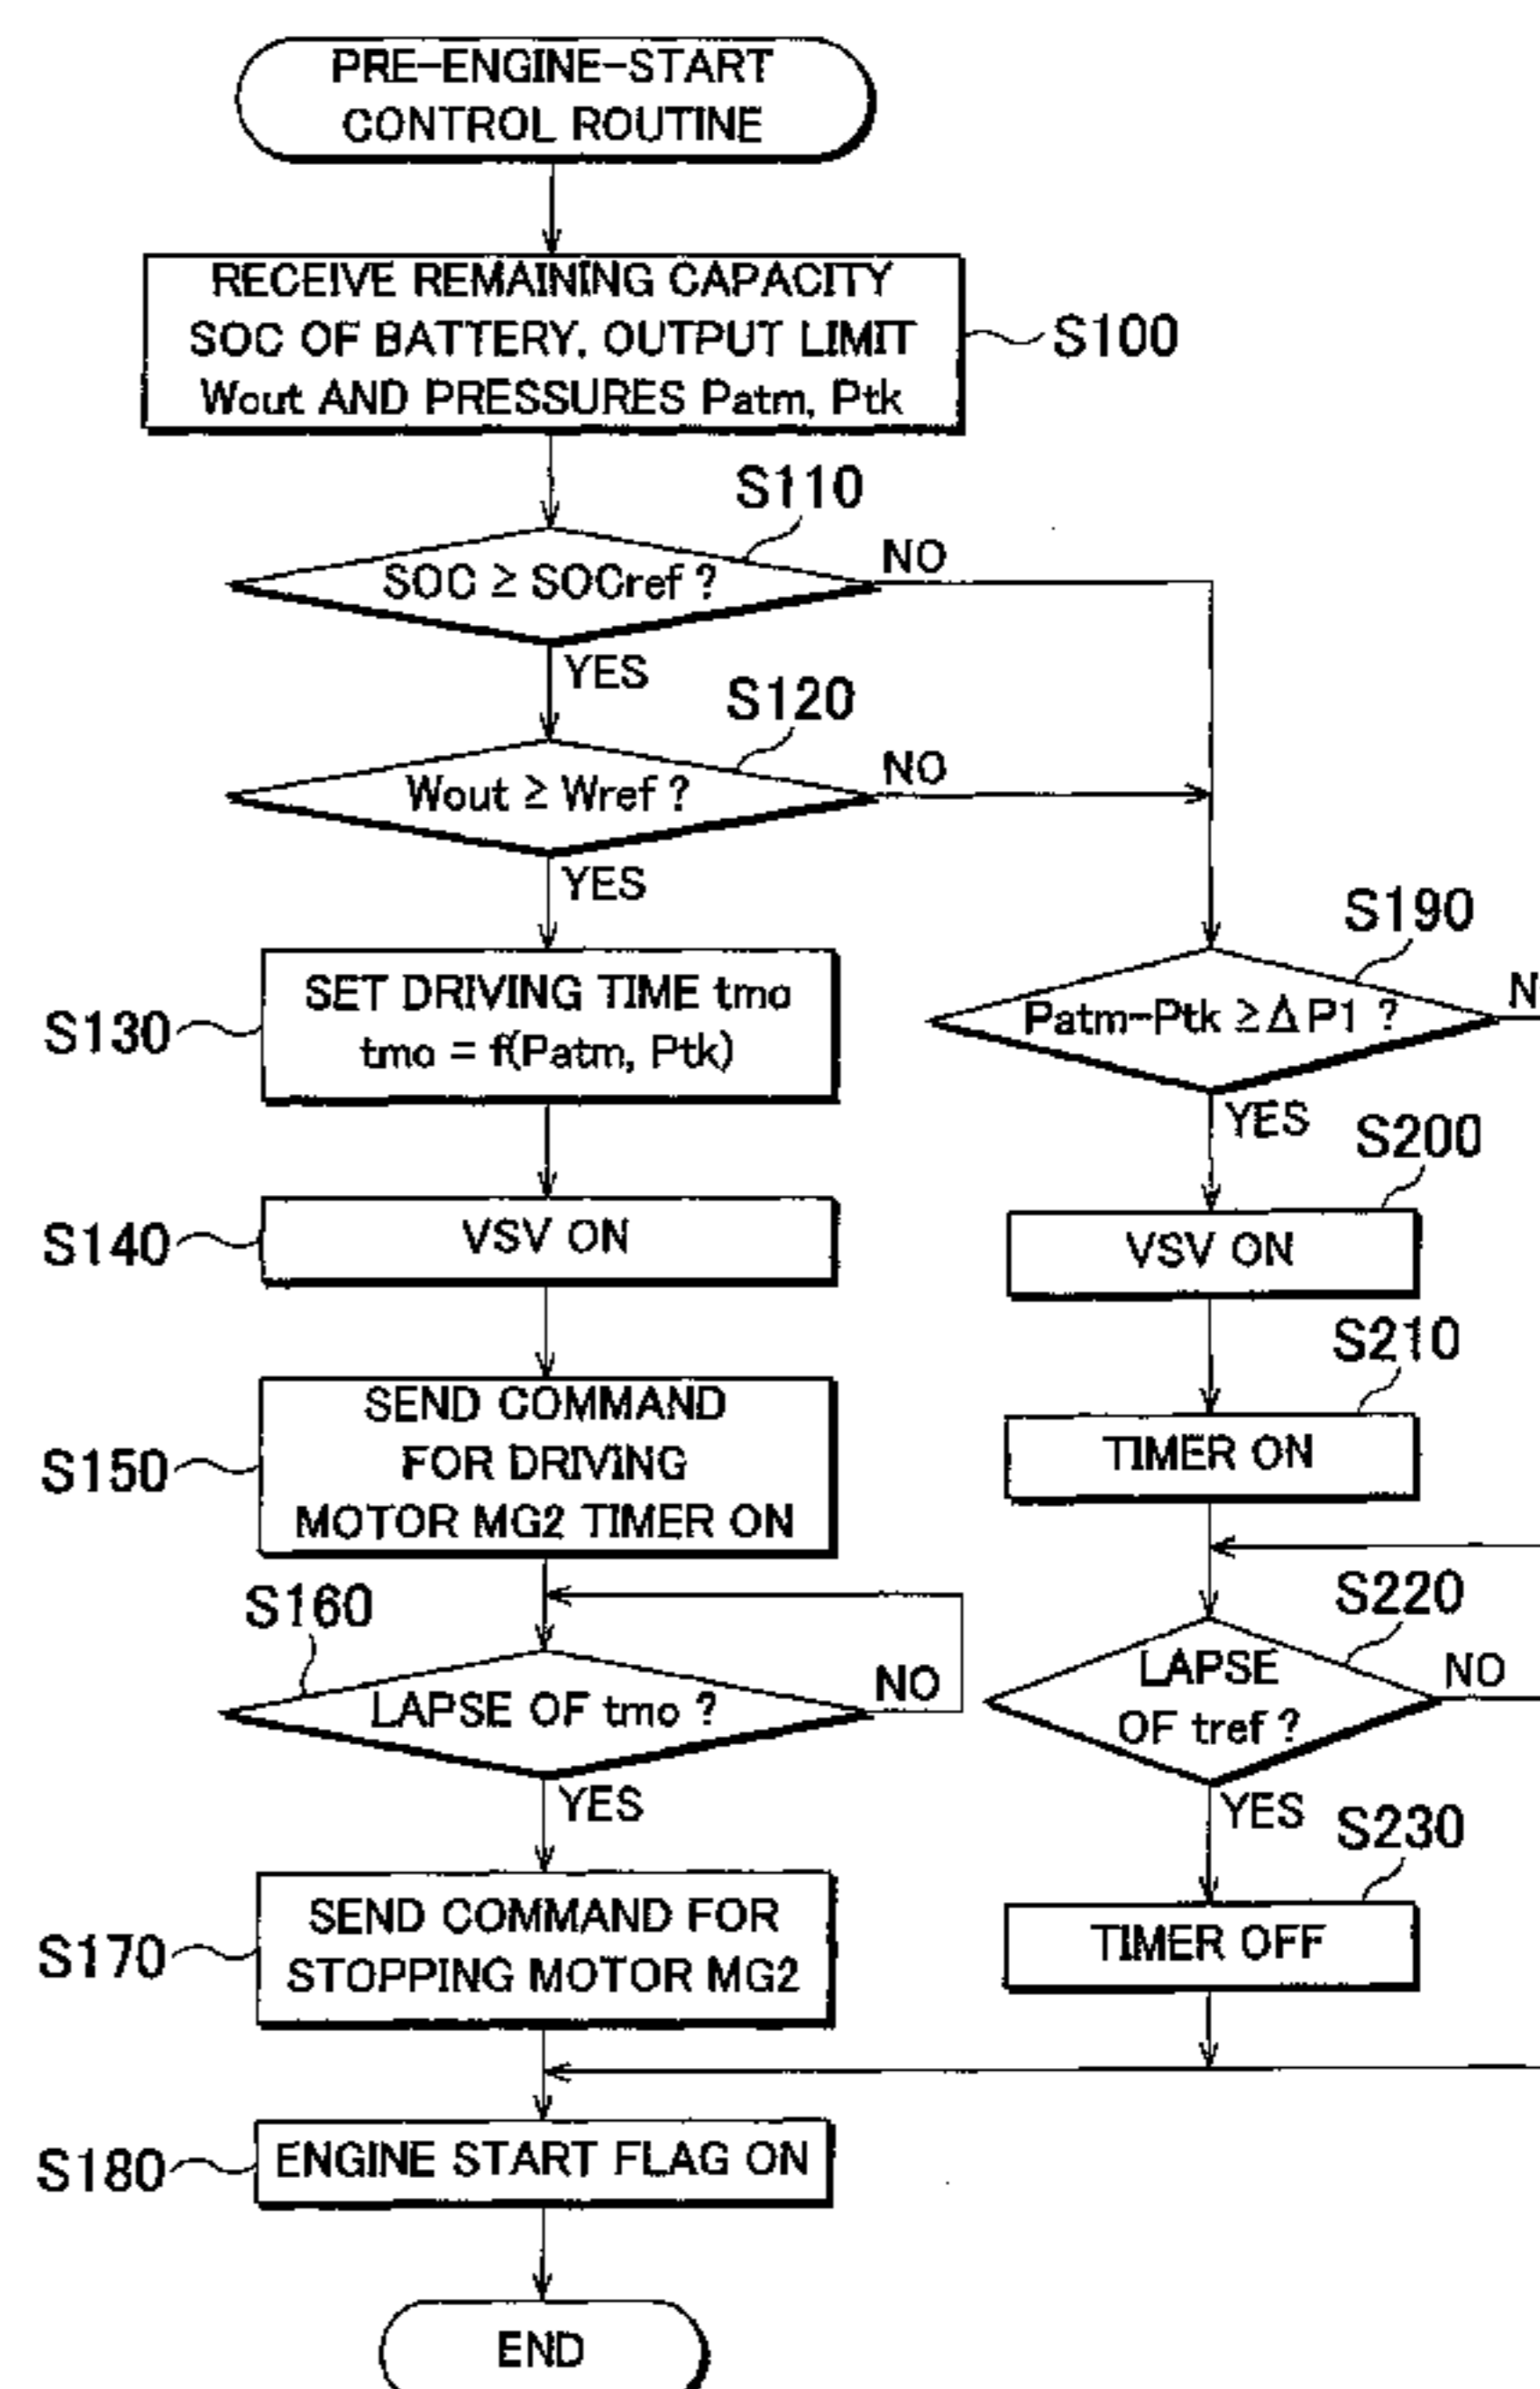 PRE-ENGINE-START
CONTROL ROUTINE
RECEIVE REMAINING CAPACITY
SOC OF BATTERY, OUTPUT LIMIT
Wout AND PRESSURES Patm, Ptk
S100
S110
SOC ≥ SOCref ?
NO
YES
S120
Wout ≥ Wref ?
NO
YES
S130
SET DRIVING TIME tmo
tmo = f(Patm, Ptk)
S140
VSV ON
S150
SEND COMMAND
FOR DRIVING
MOTOR MG2 TIMER ON
S160
LAPSE OF tmo ?
NO
YES
S170
SEND COMMAND FOR
STOPPING MOTOR MG2
S180
ENGINE START FLAG ON
END
S190
Patm-Ptk ≥ Δ P1 ?
YES
S200
VSV ON
S210
TIMER ON
S220
LAPSE
OF tref ?
NO
YES
S230
TIMER OFF